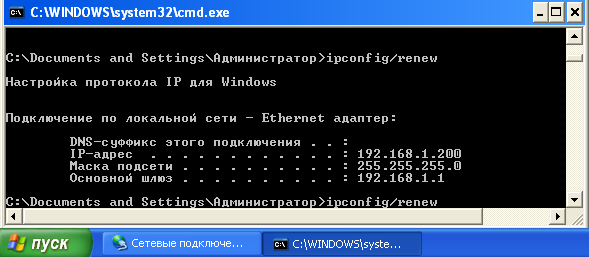 C:\WINDOWS\system32\cmd.exe
C:\Documents and Settings\Администратор>ipconfig/renew
Настройка протокола IP для Windows
Подключение по локальной сети - Ethernet адаптер:
DNS-суффикс этого подключения . . :
IP-адрес . . . . . . . . . . . . : 192.168.1.200
Маска подсети . . . . . . . . . . : 255.255.255.0
Основной шлюз . . . . . . . . . . : 192.168.1.1
C:\Documents and Settings\Администратор>ipconfig/renew
пуск
Сетевые подключе...
C:\WINDOWS\syste...